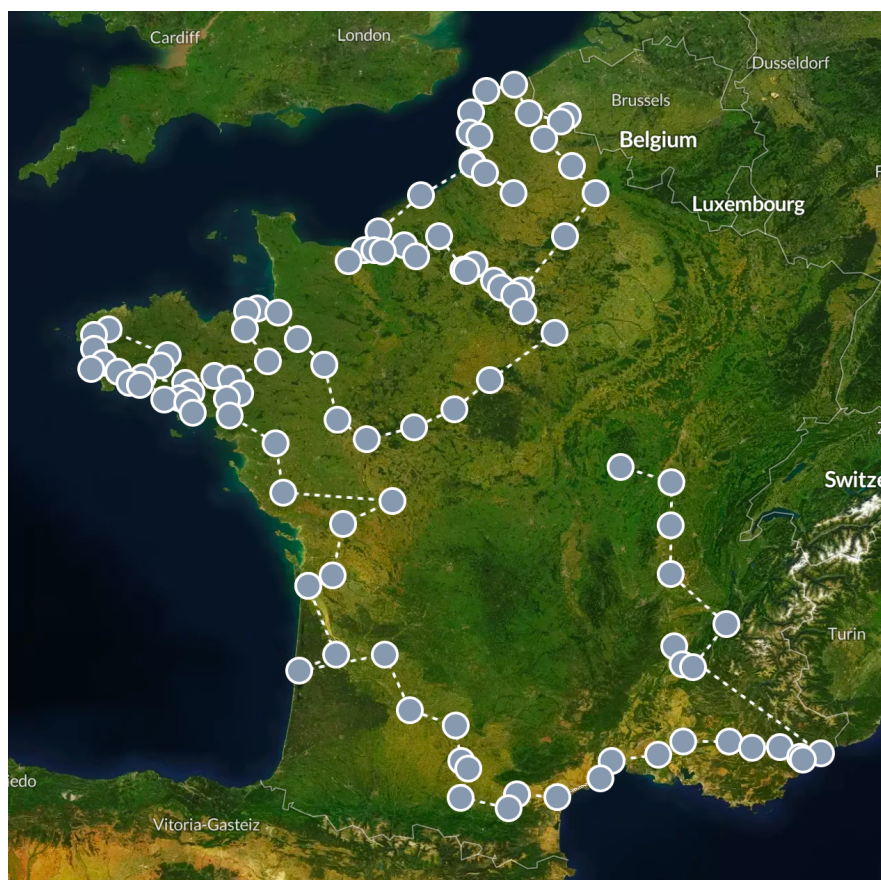 Cardiff
London
Dusseldorf
Brussels
Belgium
Luxembourg
Switze
Turin
iedo
Vitoria-Gasteiz